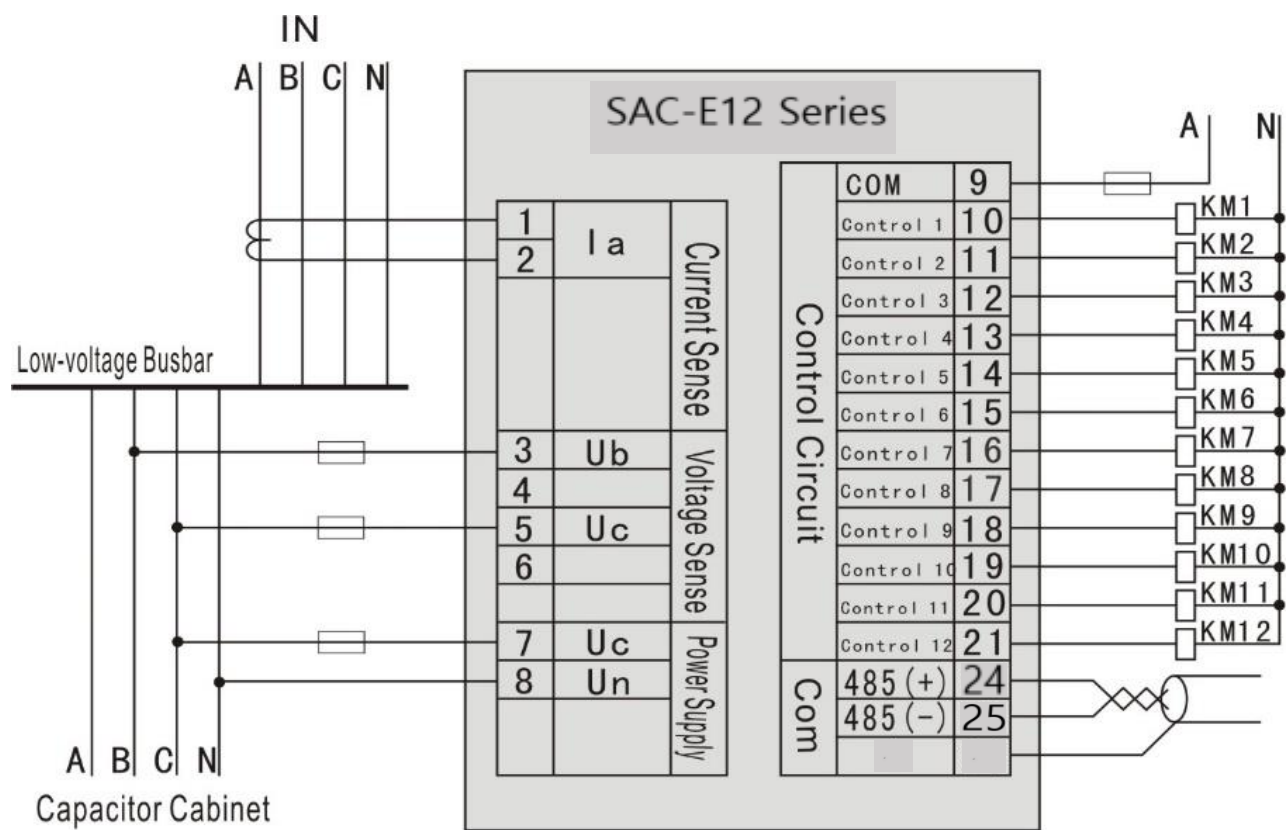 IN
A B C N
SAC-E12 Series
A N
COM 9
Control 1 10 KM1
Control 2 11 KM2
Control 3 12 KM3
Control 4 13 KM4
Control 5 14 KM5
Control 6 15 KM6
Control 7 16 KM7
Control 8 17 KM8
Control 9 18 KM9
Control 10 19 KM10
Control 11 20 KM11
Control 12 21 KM12
Control Circuit
485(+) 24
485(-) 25
Com
1 Ia
2
Current Sense
Low-voltage Busbar
3 Ub
4
5 Uc
6
Voltage Sense
7 Uc
8 Un
Power Supply
A B C N
Capacitor Cabinet